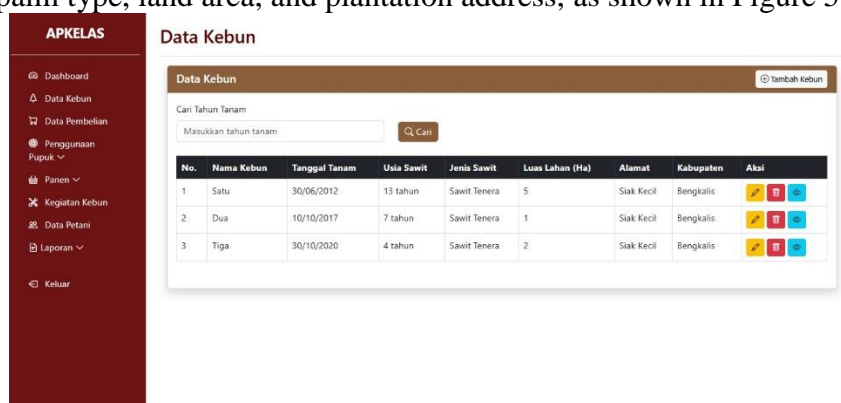 palm type, land area, and plantation address, as shown in Figure 5
APKELAS
Dashboard
Data Kebun
Data Pembelian
Penggunaan
Pupuk
Panen
Kegiatan Kebun
Data Petani
Laporan
Keluar
Data Kebun
Data Kebun
Tambah Kebun
Cari Tahun Tanam
Masukkan tahun tanam
Cari
No. Nama Kebun Tanggal Tanam Usia Sawit Jenis Sawit Luas Lahan (Ha) Alamat Kabupaten Aksi
1 Satu 30/06/2012 13 tahun Sawit Tenera 5 Siak Kecil Bengkalis
2 Dua 10/10/2017 7 tahun Sawit Tenera 1 Siak Kecil Bengkalis
3 Tiga 30/10/2020 4 tahun Sawit Tenera 2 Siak Kecil Bengkalis